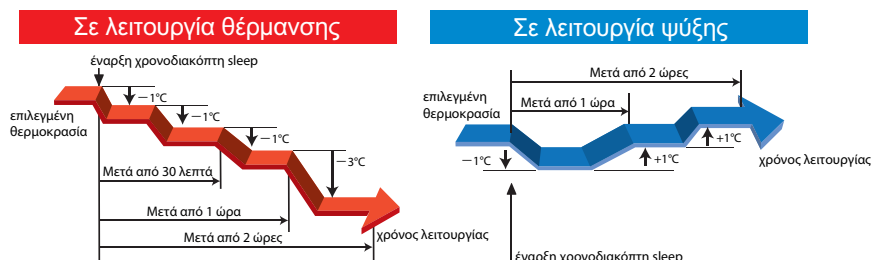 Σε λειτουργία θέρμανσης
έναρξη χρονοδιακόπτη sleep
επιλεγμένη
θερμοκρασία
−1°C
−1°C
−1°C
−3°C
Μετά από 30 λεπτά
Μετά από 1 ώρα
Μετά από 2 ώρες
χρόνος λειτουργίας
Σε λειτουργία ψύξης
Μετά από 2 ώρες
επιλεγμένη
θερμοκρασία
Μετά από 1 ώρα
−1°C
+1°C
+1°C
χρόνος λειτουργίας
έναρξη χρονοδιακόπτη sleep